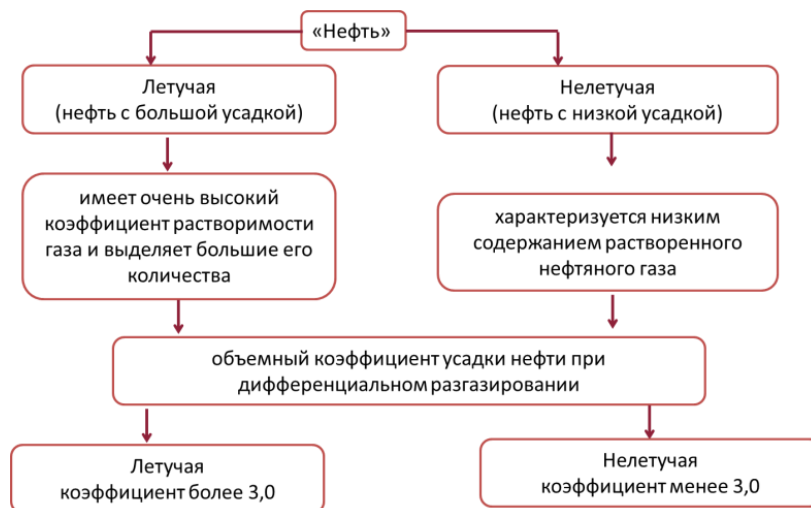 «Нефть»
Летучая
(нефть с большой усадкой)
Нелетучая
(нефть с низкой усадкой)
имеет очень высокий
коэффициент растворимости
газа и выделяет большие его
количества
характеризуется низким
содержанием растворенного
нефтяного газа
объемный коэффициент усадки нефти при
дифференциальном разгазировании
Летучая
коэффициент более 3,0
Нелетучая
коэффициент менее 3,0